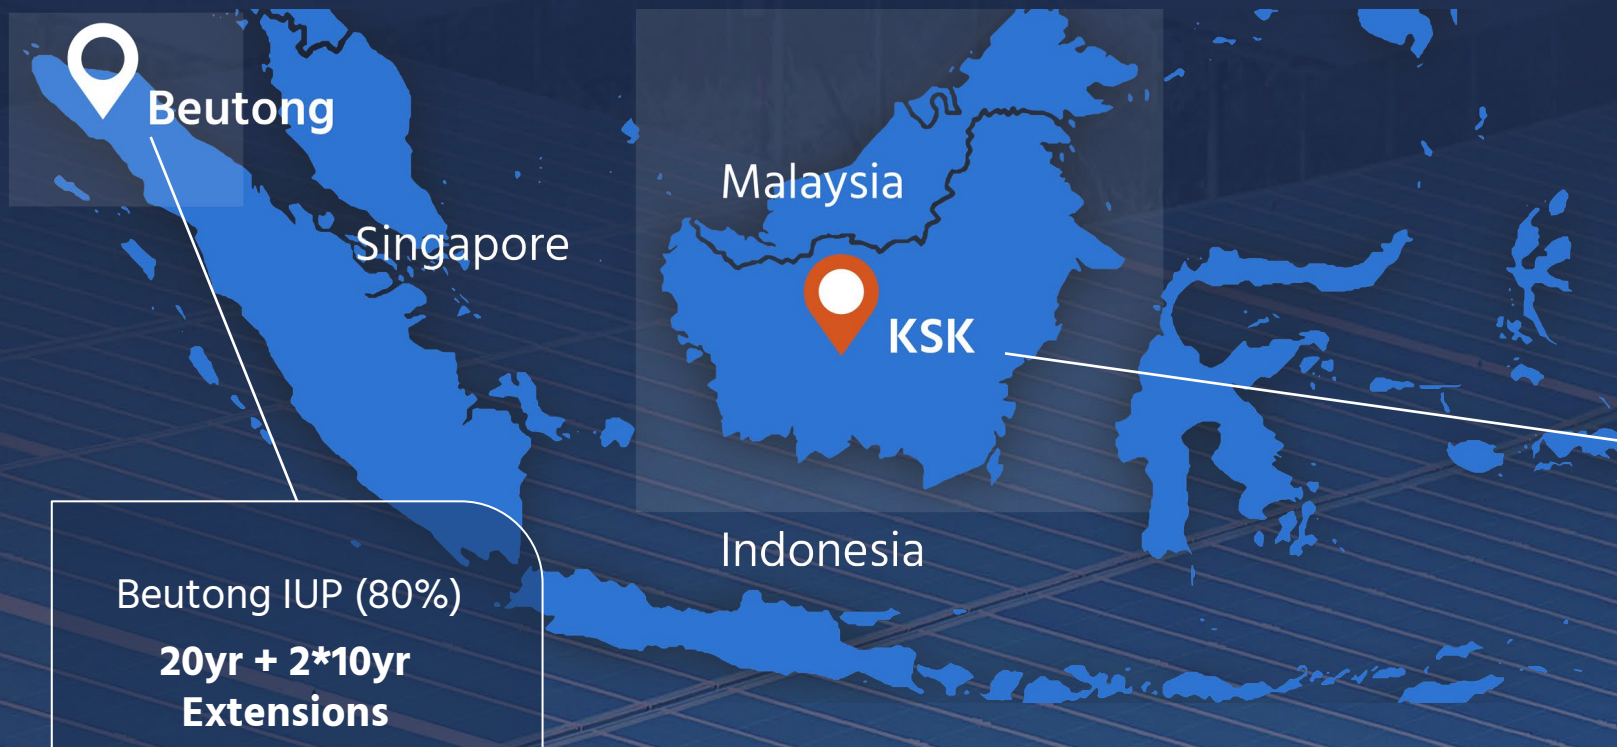 Beutong
Malaysia
Singapore
KSK
Indonesia
Beutong IUP (80%)
20yr + 2*10yr
Extensions